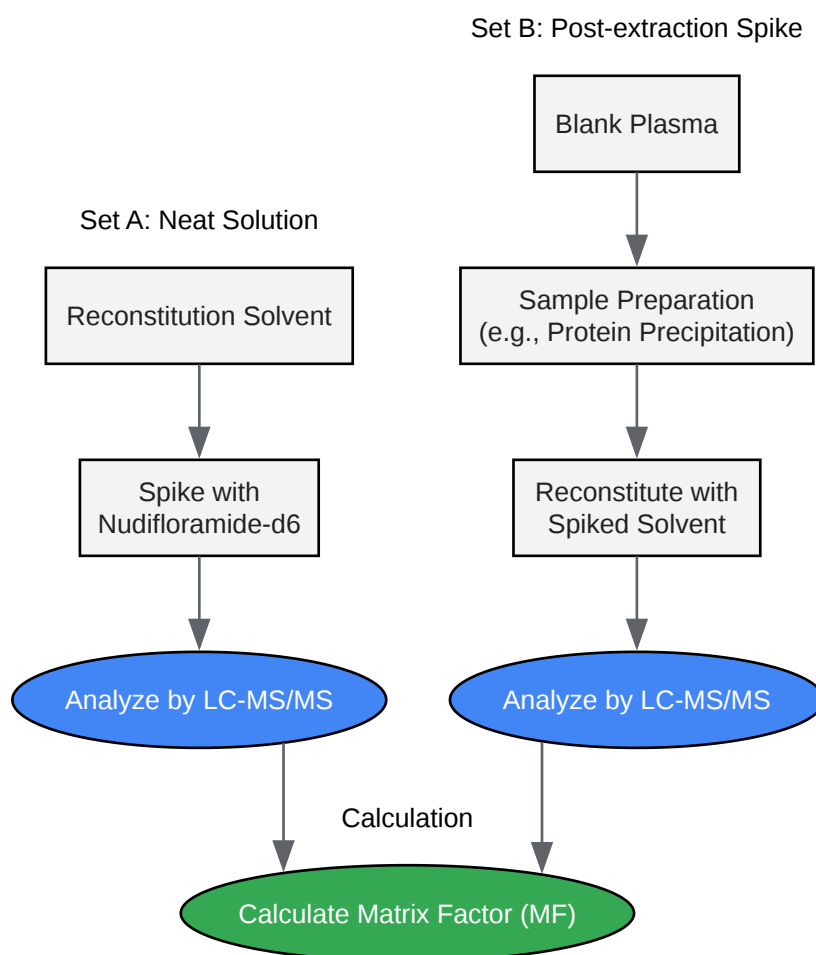 Set B: Post-extraction Spike
Blank Plasma
Set A: Neat Solution
Reconstitution Solvent
Sample Preparation
(e.g., Protein Precipitation)
Spike with
Nudifloramide-d6
Reconstitute with
Spiked Solvent
Analyze by LC-MS/MS
Analyze by LC-MS/MS
Calculation
Calculate Matrix Factor (MF)